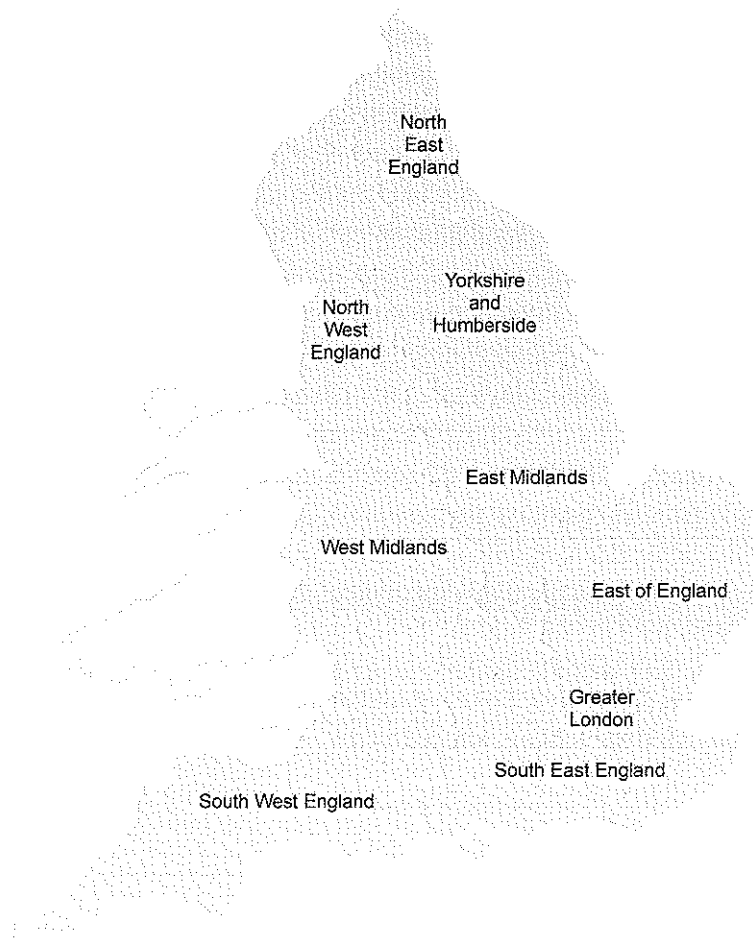 North
East
England
Yorkshire
and
Humberside
North
West
England
East Midlands
West Midlands
East of England
Greater
London
South East England
South West England